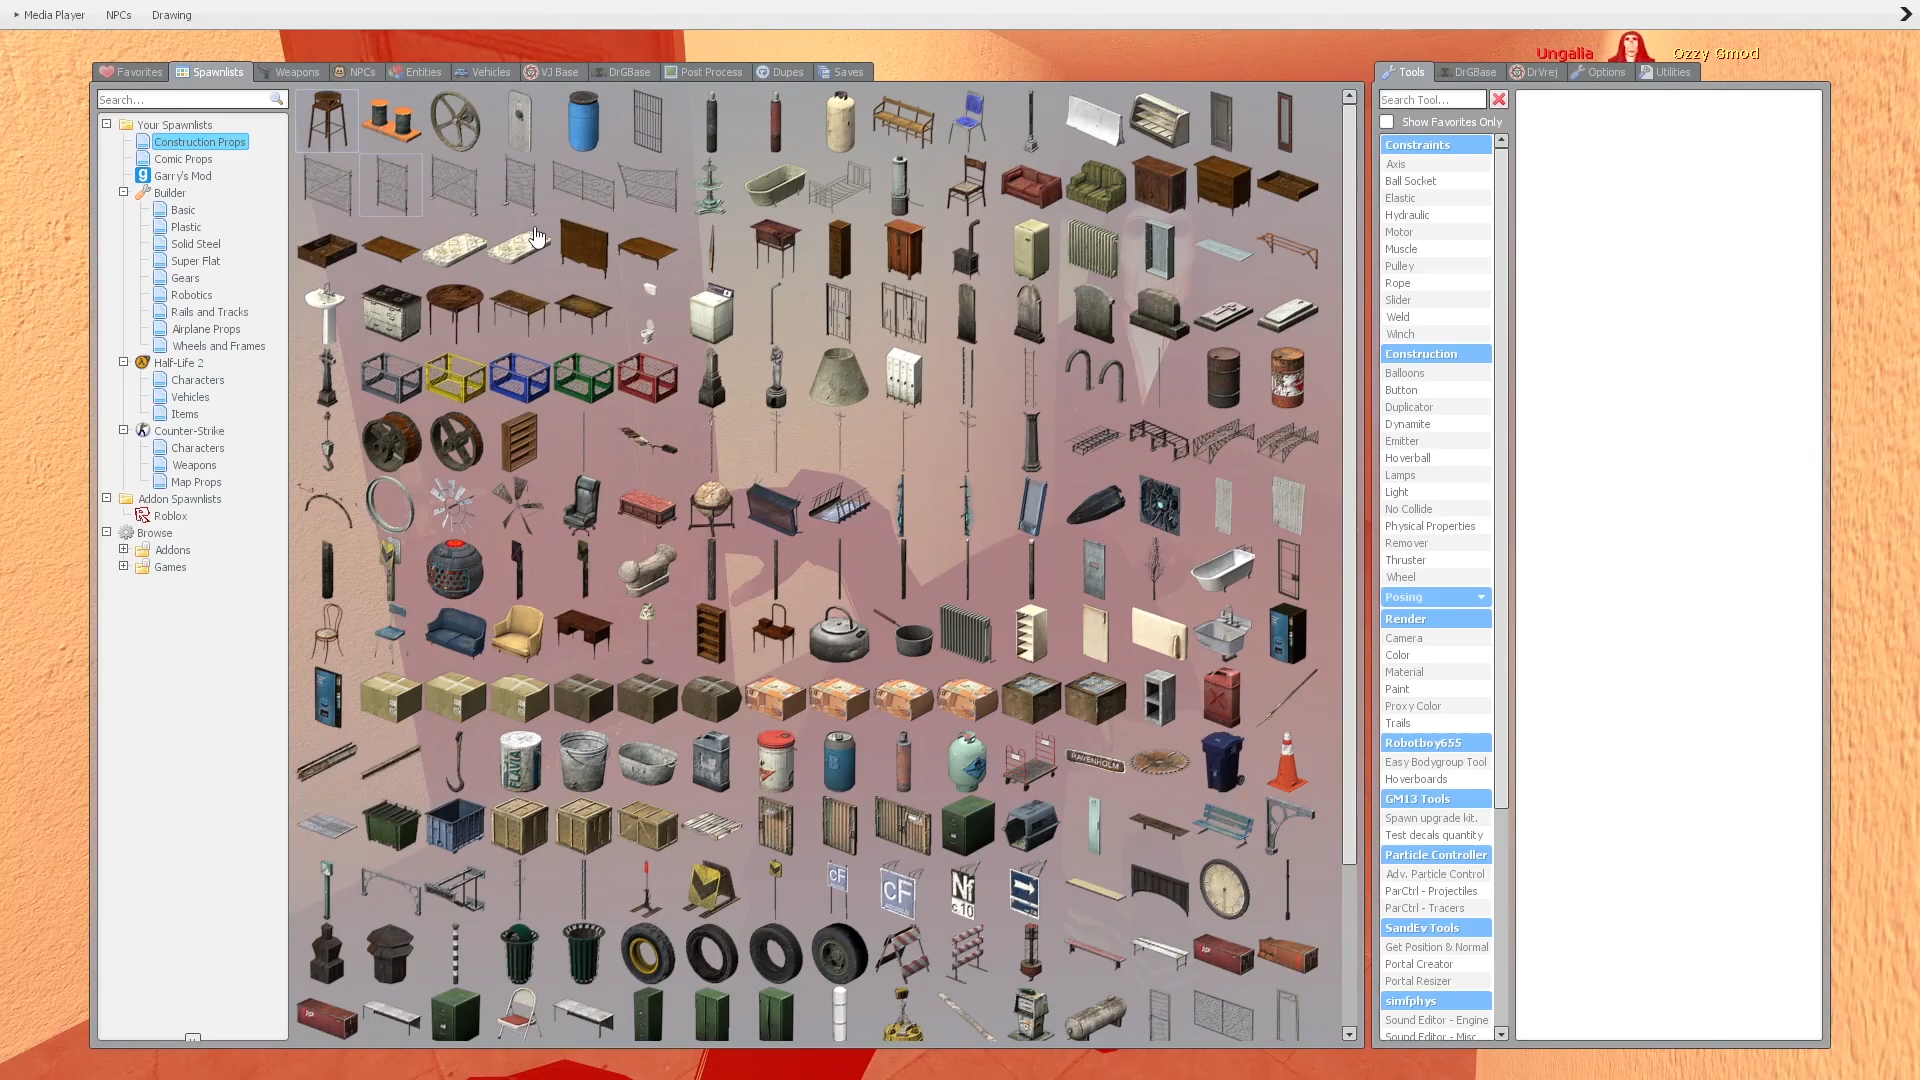 Media Player NPCs Drawing
Ungalia Ozzy Gmod
Favorites Spawnlists Weapons NPCs Entities Vehicles VJ Base DrGBase Post Process Dupes Saves
Search...
Your Spawnlists
Construction Props
Comic Props
Garry's Mod
Builder
Basic
Plastic
Solid Steel
Super Flat
Gears
Robotics
Rails and Tracks
Airplane Props
Wheels and Frames
Half-Life 2
Characters
Vehicles
Items
Counter-Strike
Characters
Weapons
Map Props
Addon Spawnlists
Roblox
Browse
Addons
Games
RAVENHOLM
cF
cF
Nf
c 10
Tools DrGBase DrVrej Options Utilities
Search Tool...
Show Favorites Only
Constraints
Axis
Ball Socket
Elastic
Hydraulic
Motor
Muscle
Pulley
Rope
Slider
Weld
Winch
Construction
Balloons
Button
Duplicator
Dynamite
Emitter
Hoverball
Lamps
Light
No Collide
Physical Properties
Remover
Thruster
Wheel
Posing
Render
Camera
Color
Material
Paint
Proxy Color
Trails
Robotboy655
Easy Bodygroup Tool
Hoverboards
GM13 Tools
Spawn upgrade kit.
Test decals quantity
Particle Controller
Adv. Particle Control
ParCtrl - Projectiles
ParCtrl - Tracers
SandEv Tools
Get Position & Normal
Portal Creator
Portal Resizer
simfphys
Sound Editor - Engine
Sound Editor - Misc